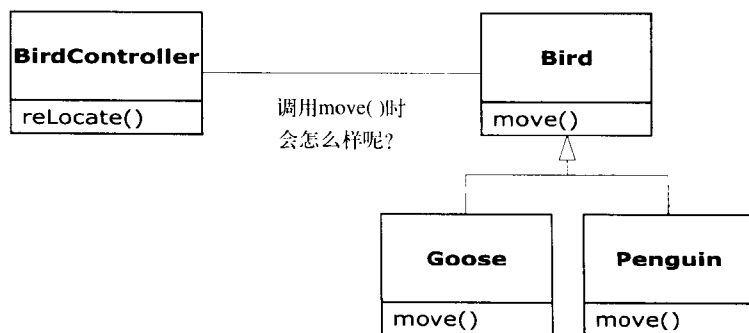 BirdController
reLocate()
调用move( )时
会怎么样呢?
Bird
move()
Goose
move()
Penguin
move()